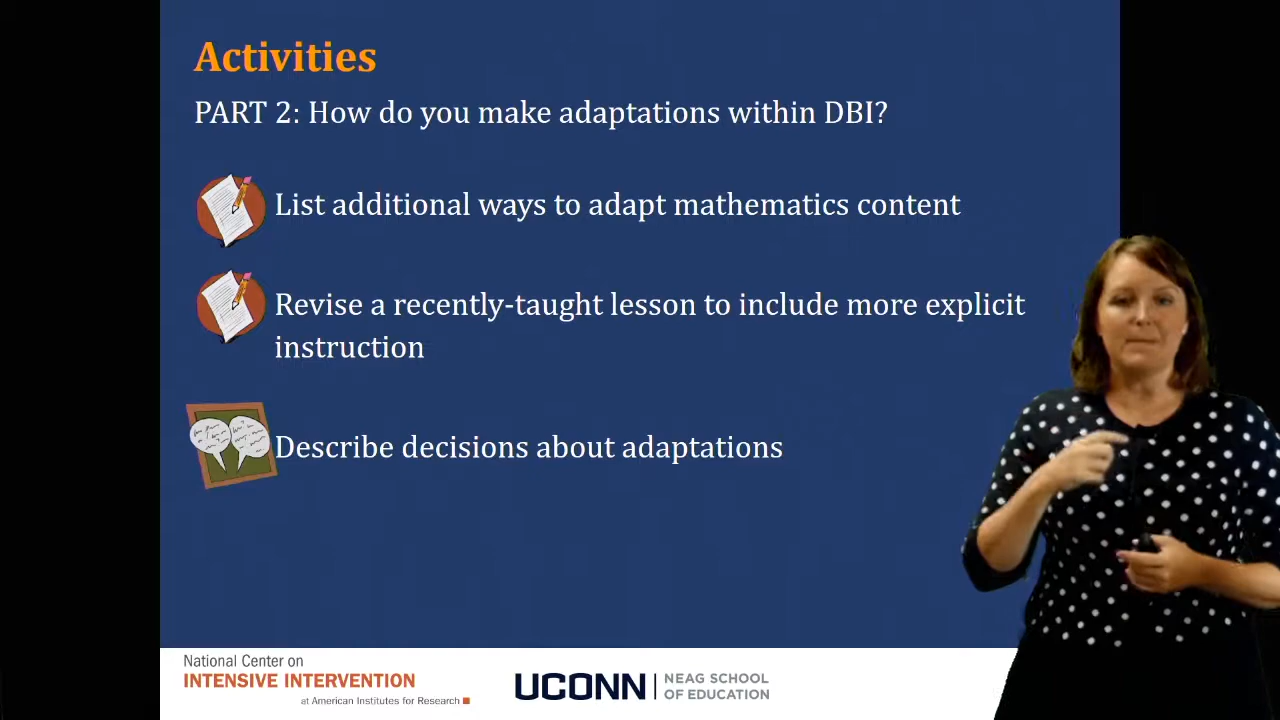 Activities
PART 2: How do you make adaptations within DBI?
List additional ways to adapt mathematics content
Revise a recently-taught lesson to include more explicit
instruction
Describe decisions about adaptations
National Center on
INTENSIVE INTERVENTION
at American Institutes for Research
UCONN
NEAG SCHOOL
OF EDUCATION